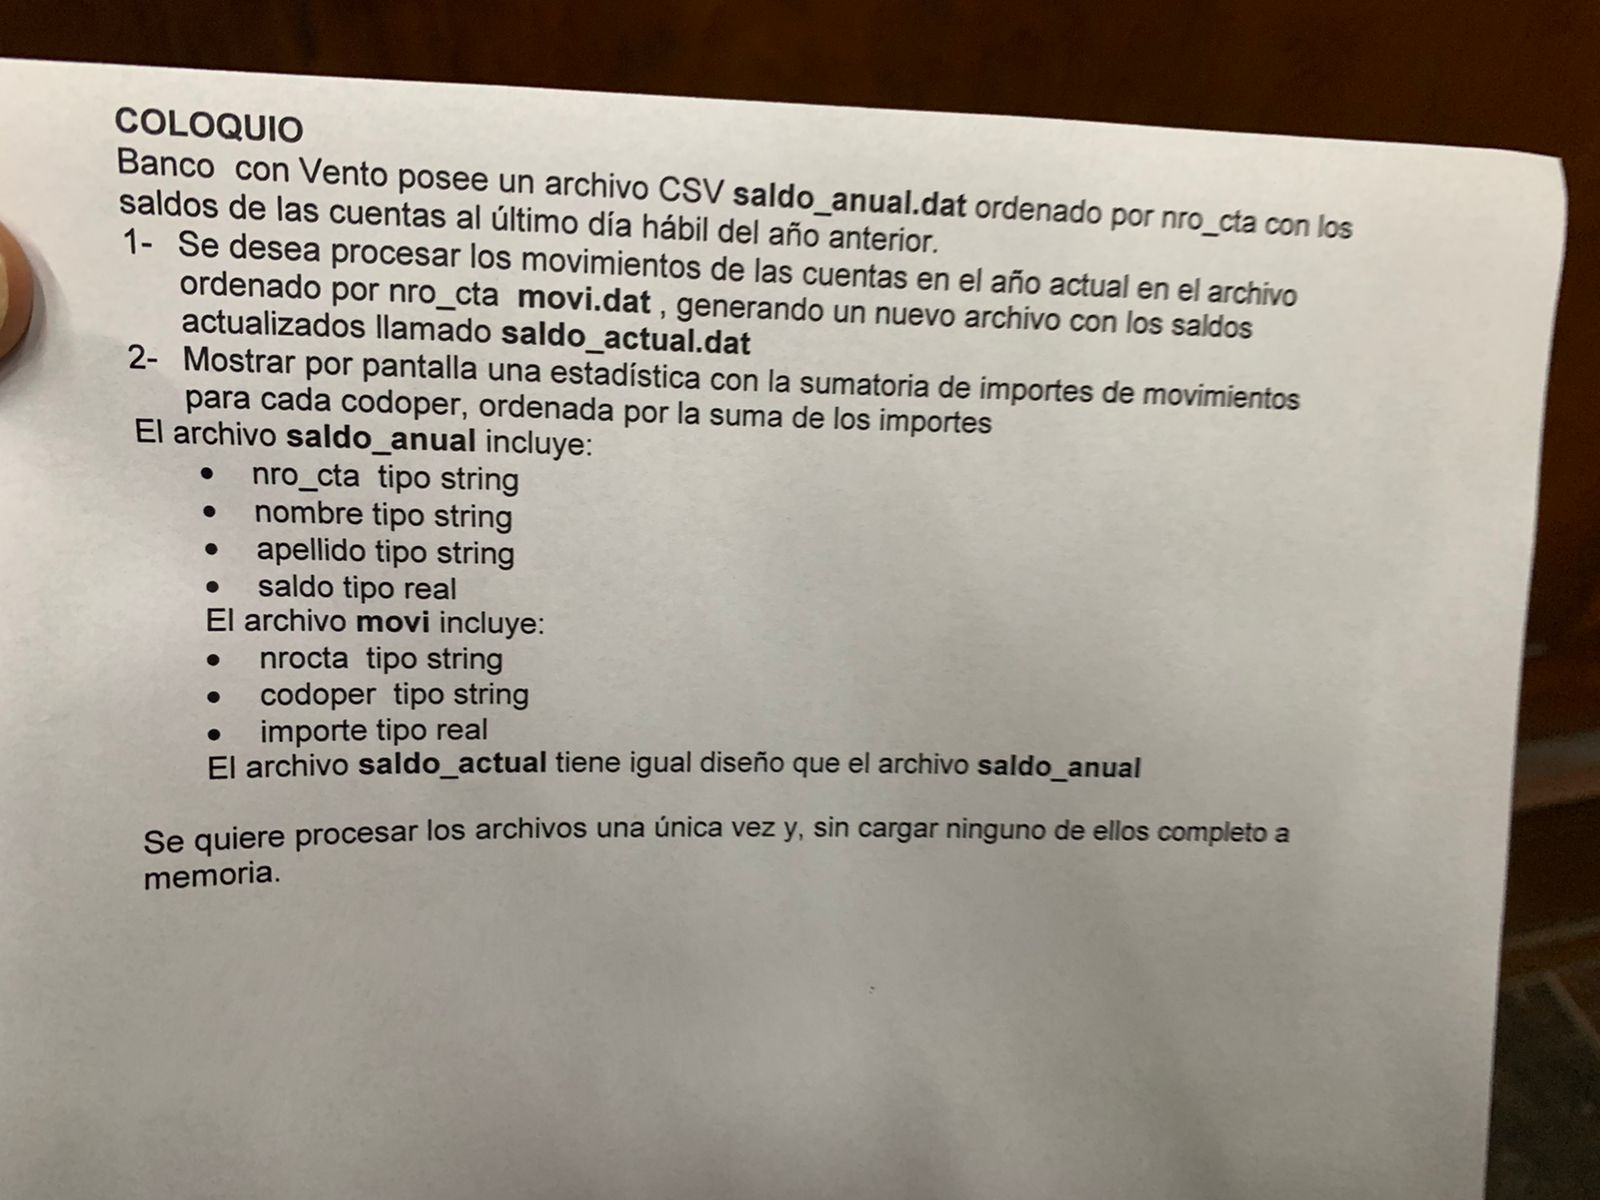 COLOQUIO
Banco con Vento posee un archivo CSV saldo_anual.dat ordenado por nro_cta con los
saldos de las cuentas al último día hábil del año anterior.
1- Se desea procesar los movimientos de las cuentas en el año actual en el archivo
ordenado por nro_cta movi.dat , generando un nuevo archivo con los saldos
actualizados llamado saldo_actual.dat
2- Mostrar por pantalla una estadística con la sumatoria de importes de movimientos
para cada codoper, ordenada por la suma de los importes
El archivo saldo_anual incluye:
• nro_cta tipo string
• nombre tipo string
• apellido tipo string
• saldo tipo real
El archivo movi incluye:
• nrocta tipo string
• codoper tipo string
• importe tipo real
El archivo saldo_actual tiene igual diseño que el archivo saldo_anual
Se quiere procesar los archivos una única vez y, sin cargar ninguno de ellos completo a
memoria.